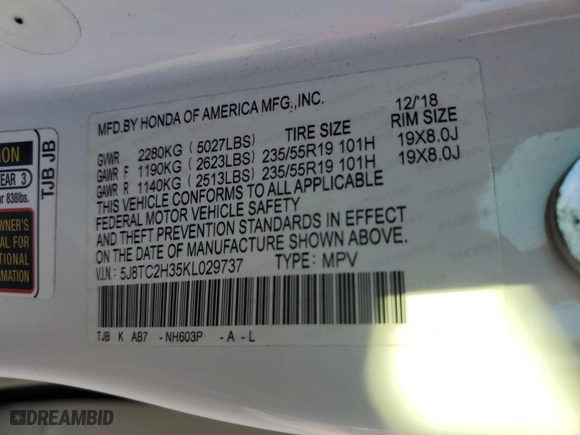 MFD.BY HONDA OF AMERICA MFG.,INC. 12/'18
TIRE SIZE RIM SIZE
GVWR 2280KG (5027LBS)
GAWR F 1190KG (2623LBS) 235/55R19 101H 19X8.0J
GAWR R 1140KG (2513LBS) 235/55R19 101H 19X8.0J
THIS VEHICLE CONFORMS TO ALL APPLICABLE
FEDERAL MOTOR VEHICLE SAFETY
AND THEFT PREVENTION STANDARDS IN EFFECT
ON THE DATE OF MANUFACTURE SHOWN ABOVE.
V.I.N.: 5J8TC2H35KL029737 TYPE: MPV
TJB K AB7 -NH603P -A-L
TJB JB
YEAR 3
838lbs.
DREAMBID